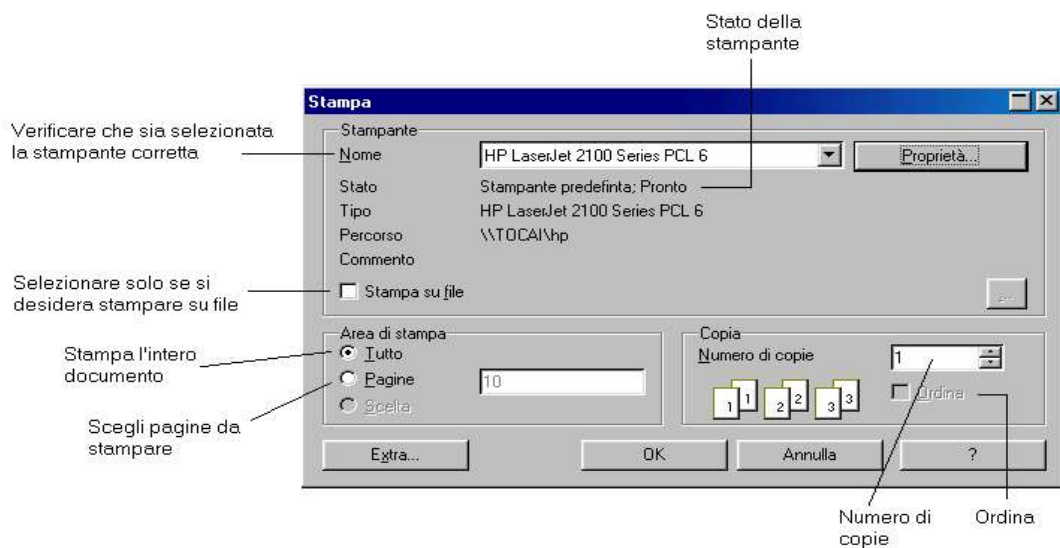 Stato della
stampante
Stampa
Verificare che sia selezionata
la stampante corretta
Stampante
Nome
HP LaserJet 2100 Series PCL 6
Proprietà...
Stato
Stampante predefinta; Pronto
Tipo
HP LaserJet 2100 Series PCL 6
Percorso
\\TOCAI\hp
Commento
Selezionare solo se si
desidera stampare su file
Stampa su file
...
Area di stampa
Copia
Stampa l'intero
documento
Tutto
Numero di copie
1
Pagine
10
Scelta
1 1 2 2 3 3
Ordina
Scegli pagine da
stampare
Extra...
OK
Annulla
?
Numero di
copie
Ordina